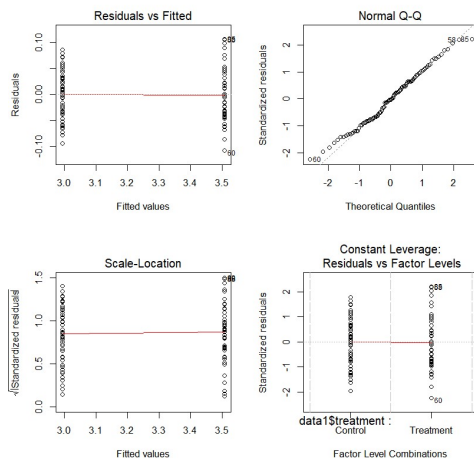 Residuals vs Fitted
Residuals
0.10
0.00
-0.10
60
3.0 3.1 3.2 3.3 3.4 3.5
Fitted values
Normal Q-Q
Standardized residuals
2
1
0
-1
-2
60
-2 -1 0 1 2
Theoretical Quantiles
Scale-Location
√|Standardized residuals|
1.5
1.0
0.5
0.0
3.0 3.1 3.2 3.3 3.4 3.5
Fitted values
Constant Leverage:
Residuals vs Factor Levels
Standardized residuals
2
1
0
-1
-2
60
data1$treatment :
Control Treatment
Factor Level Combinations